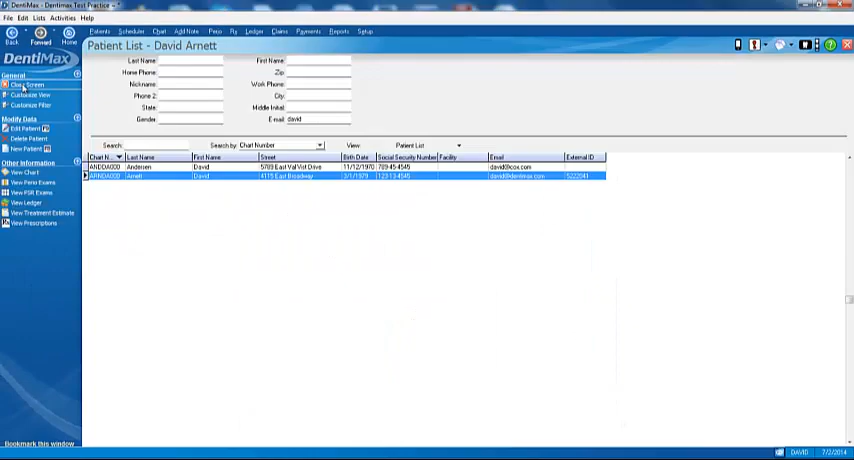 DentiMax - Dentimax Test Practice - *
File Edit Lists Activities Help
Back Forward Home
Patients Scheduler Chart Add Note Perio Rx Ledger Claims Payments Setup
DentiMax
Patient List - David Arnett
General
Close Screen
Customize View
Customize Filter
Modify Data
Edit Patient F9
Delete Patient
New Patient
Other Information
View Chart
View Perio Exams
View PSR Exams
View Ledger
View Treatment Estimate
View Prescriptions
Last Name: First Name:
Home Phone: Zip:
Nickname: Work Phone:
Phone 2: City:
State: Middle Initial:
Gender: E-mail: david
Search: Search by: Chart Number View Patient List
Chart N... Last Name First Name Street Birth Date Social Security Number Facility Email External ID
ANDDA000 Andersen David 5789 East Val Vist Drive 11/12/1970 789-45-4545 david@cox.com
ARNDA000 Arnett David 4115 East Broadway 3/1/1979 123-13-4545 david@dentimax.com 5222041
Bookmark this window
DAVID 7/2/2014